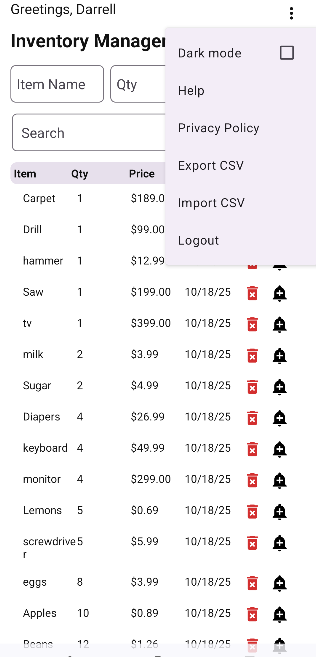 Greetings, Darrell
Inventory Manager
Dark mode
Help
Privacy Policy
Export CSV
Import CSV
Logout
Item Name Qty
Search
Item Qty Price
Carpet 1 $189.0
Drill 1 $99.00
hammer 1 $12.99
Saw 1 $199.00 10/18/25
tv 1 $399.00 10/18/25
milk 2 $3.99 10/18/25
Sugar 2 $4.99 10/18/25
Diapers 4 $26.99 10/18/25
keyboard 4 $49.99 10/18/25
monitor 4 $299.00 10/18/25
Lemons 5 $0.69 10/18/25
screwdrive 5 $5.99 10/18/25
r
eggs 8 $3.99 10/18/25
Apples 10 $0.89 10/18/25
Beans 12 $1.26 10/18/25